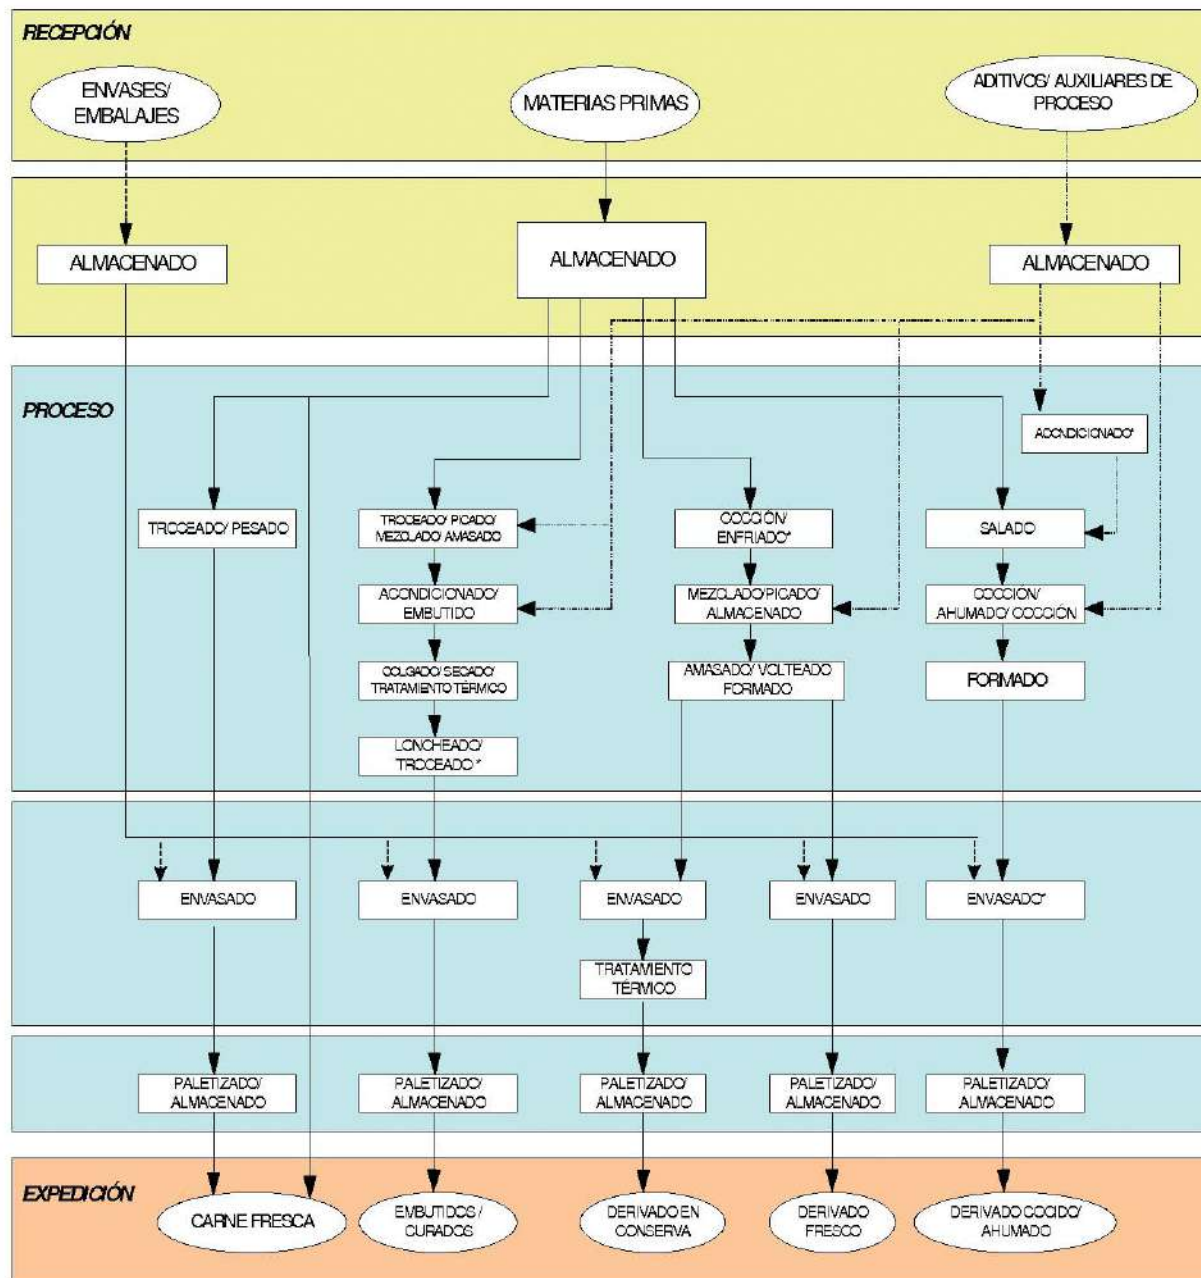 RECEPCIÓN
ENVASES/
EMBALAJES
MATERIAS PRIMAS
ADITIVOS/ AUXILIARES DE
PROCESO
ALMACENADO
ALMACENADO
ALMACENADO
PROCESO
ACONDICIONADO*
TROCEADO/ PESADO
TROCEADO/ PICADO/
MEZCLADO/ AMASADO
COCCIÓN/
ENFRIADO*
SALADO
ACONDICIONADO/
EMBUTIDO
MEZCLADO/PICADO/
ALMACENADO
COCCIÓN/
AHUMADO/ COCCIÓN
COLGADO/ SECADO/
TRATAMIENTO TÉRMICO
AMASADO/ VOLTEADO
FORMADO
FORMADO
LONCHEADO/
TROCEADO *
ENVASADO
ENVASADO
ENVASADO
ENVASADO
ENVASADO*
TRATAMIENTO
TÉRMICO
PALETIZADO/
ALMACENADO
PALETIZADO/
ALMACENADO
PALETIZADO/
ALMACENADO
PALETIZADO/
ALMACENADO
PALETIZADO/
ALMACENADO
EXPEDICIÓN
CARNE FRESCA
EMBUTIDOS /
CURADOS
DERIVADO EN
CONSERVA
DERIVADO
FRESCO
DERIVADO COCIDO/
AHUMADO